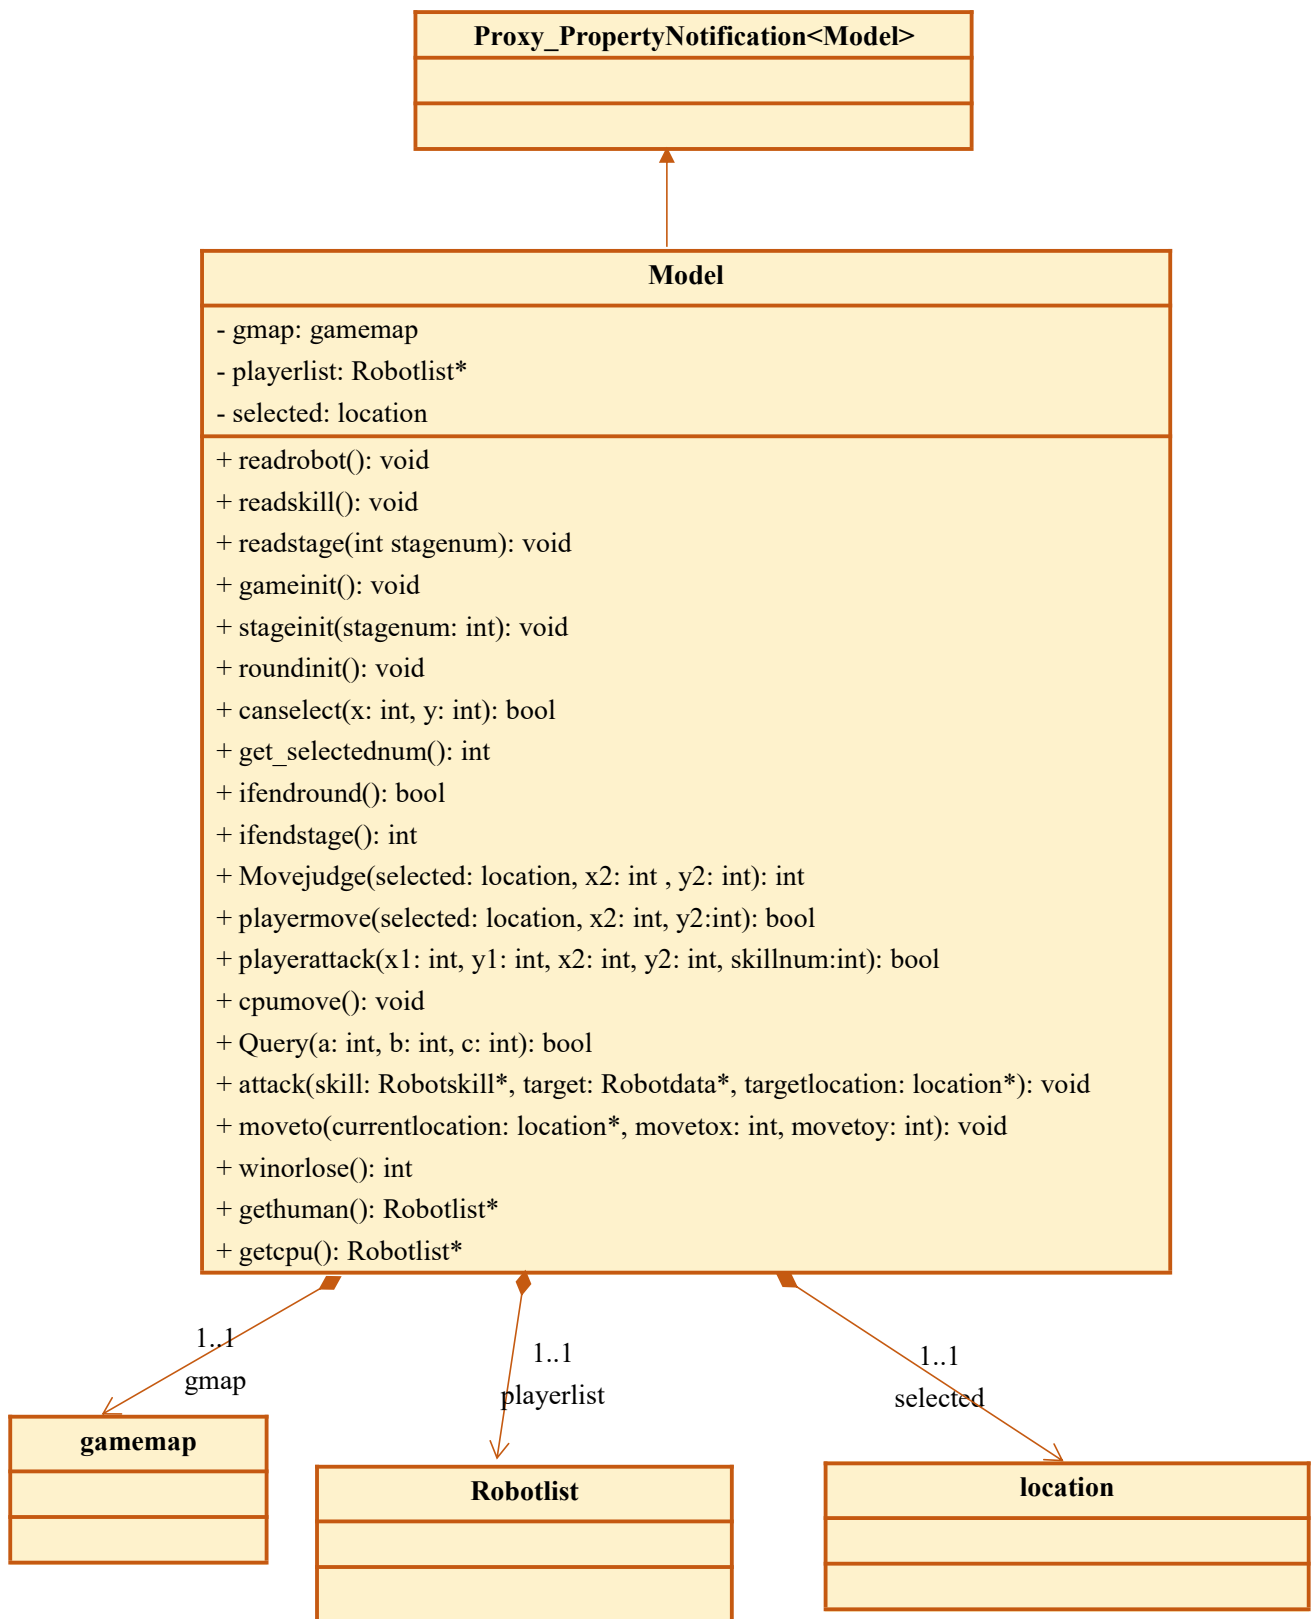 Proxy_PropertyNotification<Model>
Model
- gmap: gamemap
- playerlist: Robotlist*
- selected: location
+ readrobot(): void
+ readskill(): void
+ readstage(int stagenum): void
+ gameinit(): void
+ stageinit(stagenum: int): void
+ roundinit(): void
+ canselect(x: int, y: int): bool
+ get_selectednum(): int
+ ifendround(): bool
+ ifendstage(): int
+ Movejudge(selected: location, x2: int , y2: int): int
+ playermove(selected: location, x2: int, y2:int): bool
+ playerattack(x1: int, y1: int, x2: int, y2: int, skillnum:int): bool
+ cpumove(): void
+ Query(a: int, b: int, c: int): bool
+ attack(skill: Robotskill*, target: Robotdata*, targetlocation: location*): void
+ moveto(currentlocation: location*, movetox: int, movetoy: int): void
+ winorlose(): int
+ gethuman(): Robotlist*
+ getcpu(): Robotlist*
1..1
gmap
1..1
playerlist
1..1
selected
gamemap
Robotlist
location